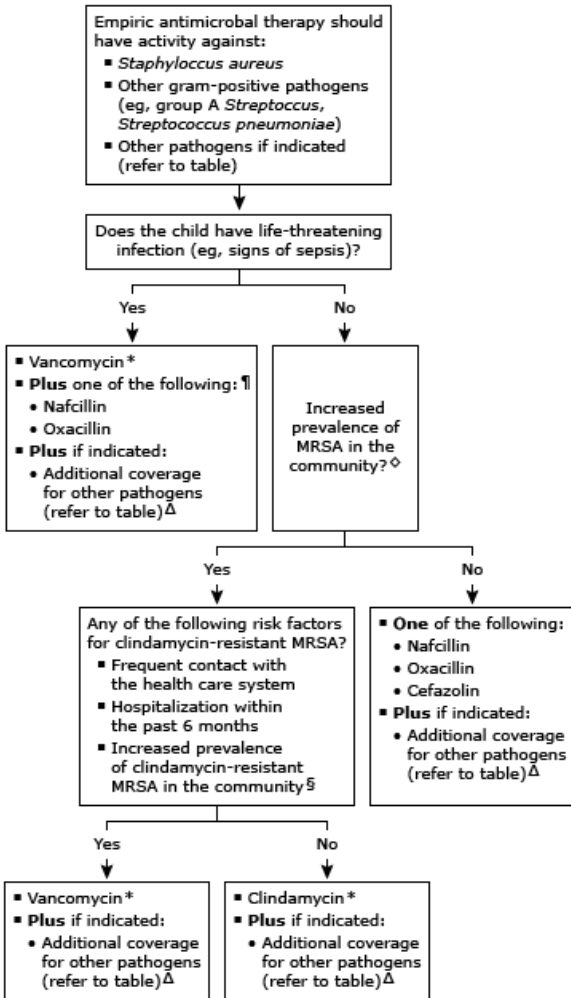 Empiric antimicrobial therapy should
have activity against:
▪ Staphyloccus aureus
▪ Other gram-positive pathogens
(eg, group A Streptoccus,
Streptococcus pneumoniae)
▪ Other pathogens if indicated
(refer to table)
Does the child have life-threatening
infection (eg, signs of sepsis)?
Yes
No
▪ Vancomycin*
▪ Plus one of the following:¶
• Nafcillin
• Oxacillin
▪ Plus if indicated:
• Additional coverage
for other pathogens
(refer to table)Δ
Increased
prevalence of
MRSA in the
community?◇
Yes
No
Any of the following risk factors
for clindamycin-resistant MRSA?
▪ Frequent contact with
the health care system
▪ Hospitalization within
the past 6 months
▪ Increased prevalence
of clindamycin-resistant
MRSA in the community§
▪ One of the following:
• Nafcillin
• Oxacillin
• Cefazolin
▪ Plus if indicated:
• Additional coverage
for other pathogens
(refer to table)Δ
Yes
No
▪ Vancomycin*
▪ Plus if indicated:
• Additional coverage
for other pathogens
(refer to table)Δ
▪ Clindamycin*
▪ Plus if indicated:
• Additional coverage
for other pathogens
(refer to table)Δ